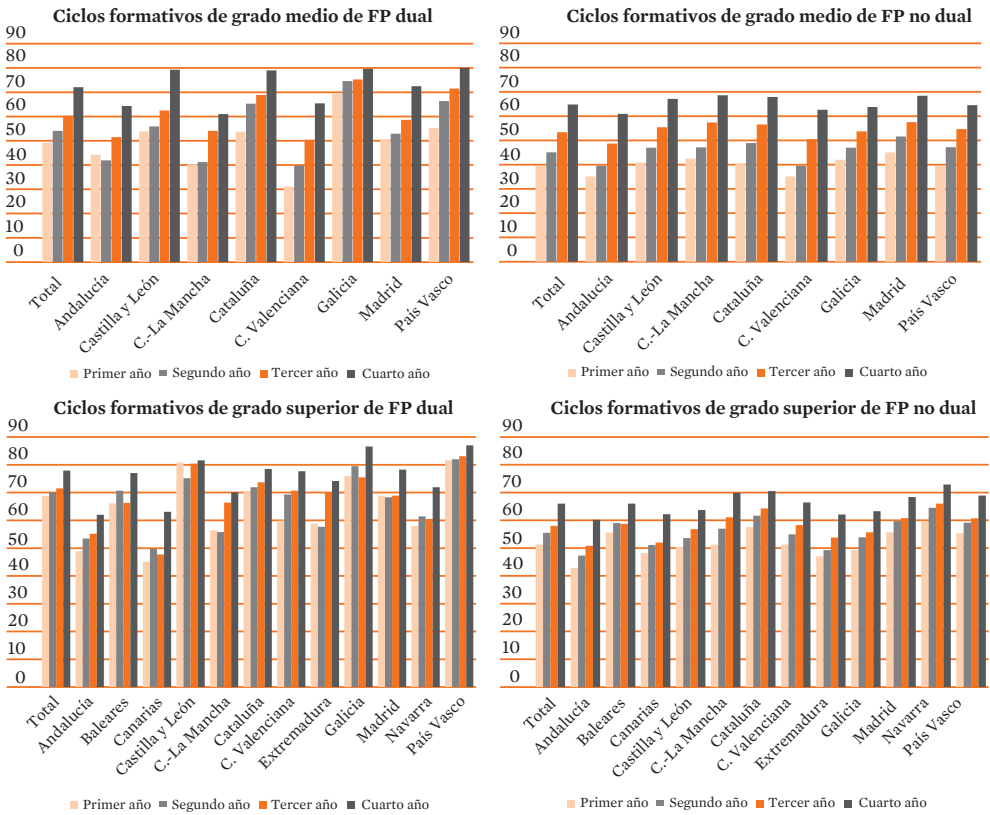 Ciclos formativos de grado medio de FP dual
90
80
70
60
50
40
30
20
10
0
Total
Andalucía
Castilla y León
C.-La Mancha
Cataluña
C. Valenciana
Galicia
Madrid
País Vasco
Primer año Segundo año Tercer año Cuarto año
Ciclos formativos de grado medio de FP no dual
90
80
70
60
50
40
30
20
10
0
Total
Andalucía
Castilla y León
C.-La Mancha
Cataluña
C. Valenciana
Galicia
Madrid
País Vasco
Primer año Segundo año Tercer año Cuarto año
Ciclos formativos de grado superior de FP dual
90
80
70
60
50
40
30
20
10
0
Total
Andalucía
Baleares
Canarias
Castilla y León
C.-La Mancha
Cataluña
C. Valenciana
Extremadura
Galicia
Madrid
Navarra
País Vasco
Primer año Segundo año Tercer año Cuarto año
Ciclos formativos de grado superior de FP no dual
90
80
70
60
50
40
30
20
10
0
Total
Andalucía
Baleares
Canarias
Castilla y León
C.-La Mancha
Cataluña
C. Valenciana
Extremadura
Galicia
Madrid
Navarra
País Vasco
Primer año Segundo año Tercer año Cuarto año